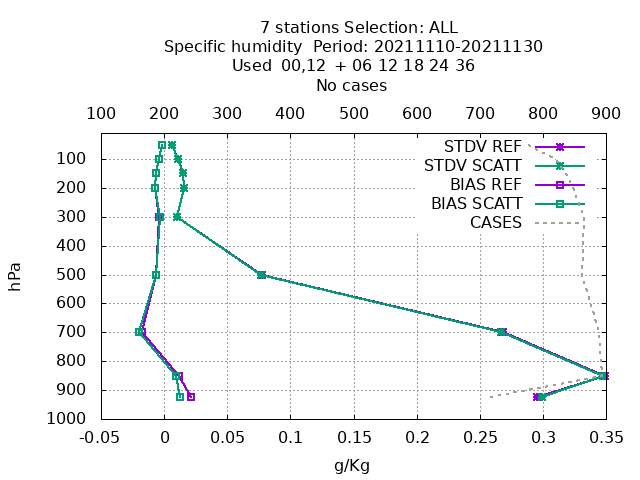 7 stations Selection: ALL
Specific humidity  Period: 20211110-20211130
Used  00,12  + 06 12 18 24 36
No cases
100 200 300 400 500 600 700 800 900
STDV REF
STDV SCATT
BIAS REF
BIAS SCATT
CASES
100
200
300
400
500
600
700
800
900
1000
hPa
-0.05 0 0.05 0.1 0.15 0.2 0.25 0.3 0.35
g/Kg